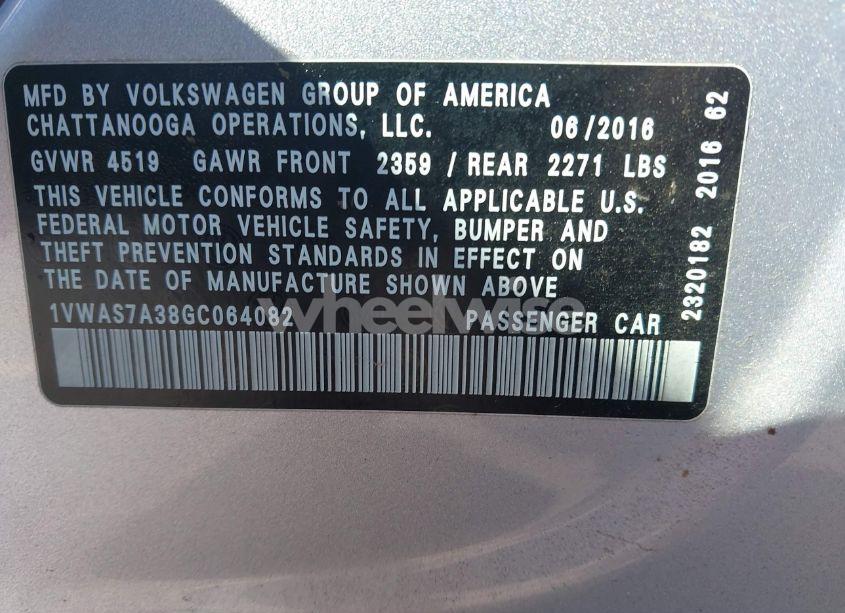 MFD BY VOLKSWAGEN GROUP OF AMERICA
CHATTANOOGA OPERATIONS, LLC. 06/2016
GVWR 4519 GAWR FRONT 2359 / REAR 2271 LBS
THIS VEHICLE CONFORMS TO ALL APPLICABLE U.S.
FEDERAL MOTOR VEHICLE SAFETY, BUMPER AND
THEFT PREVENTION STANDARDS IN EFFECT ON
THE DATE OF MANUFACTURE SHOWN ABOVE
1VWAS7A38GC064082 PASSENGER CAR
2320182 2016 62
wheelwise